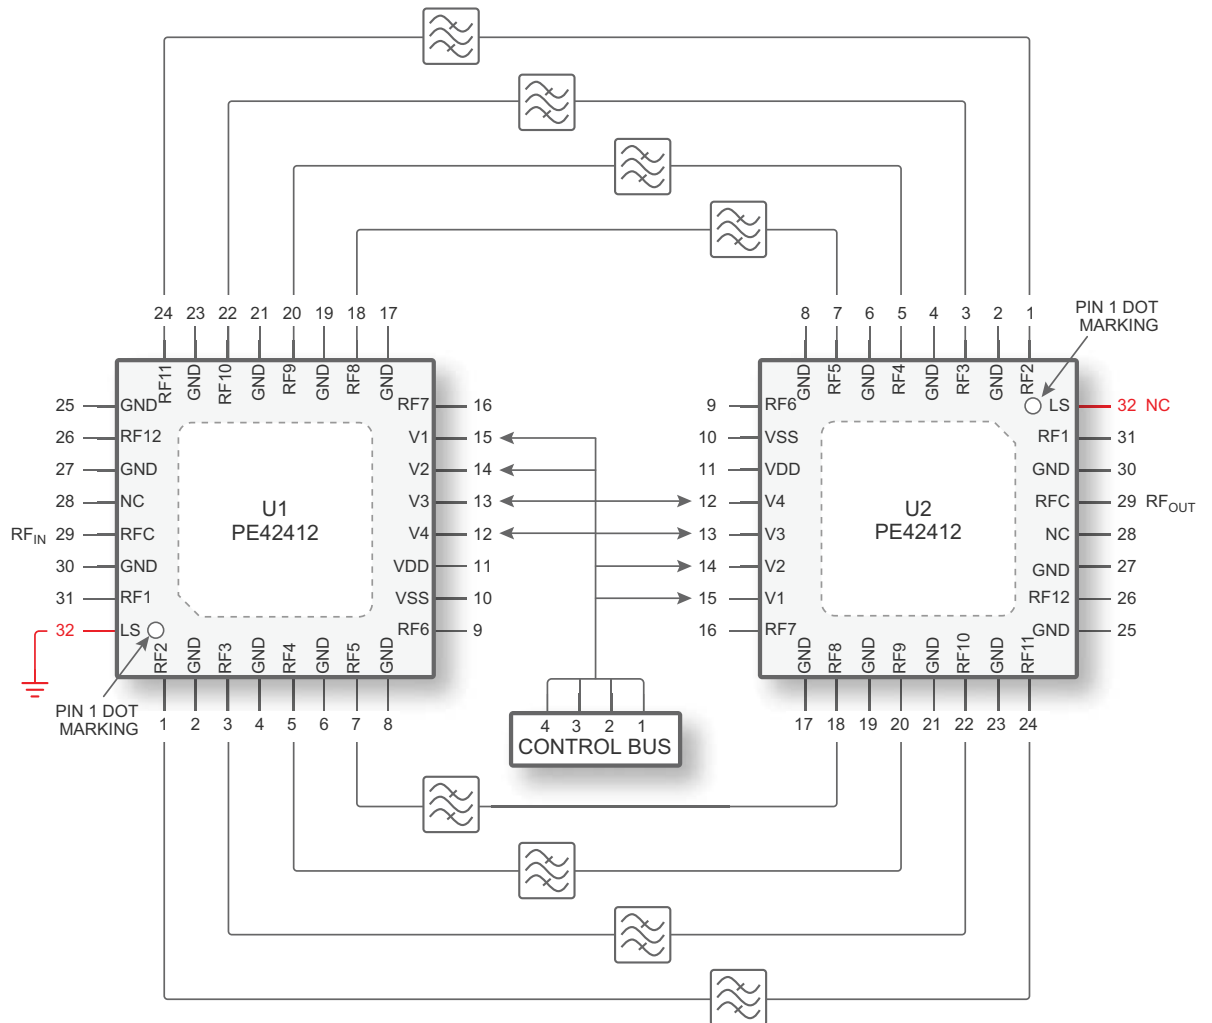 24 23 22 21 20 19 18 17
8 7 6 5 4 3 2 1
PIN 1 DOT
MARKING
RF11 GND RF10 GND RF9 GND RF8 GND
GND RF5 GND RF4 GND RF3 GND RF2
25 GND RF7 16
26 RF12 V1 15
27 GND V2 14
28 NC V3 13
RFIN 29 RFC V4 12
30 GND VDD 11
31 RF1 VSS 10
32 LS RF6 9
U1
PE42412
RF2 GND RF3 GND RF4 GND RF5 GND
PIN 1 DOT
MARKING
1 2 3 4 5 6 7 8
9 RF6 LS 32 NC
10 VSS RF1 31
11 VDD GND 30
12 V4 RFC 29 RFOUT
13 V3 NC 28
14 V2 GND 27
15 V1 RF12 26
16 RF7 GND 25
U2
PE42412
GND RF8 GND RF9 GND RF10 GND RF11
17 18 19 20 21 22 23 24
4 3 2 1
CONTROL BUS